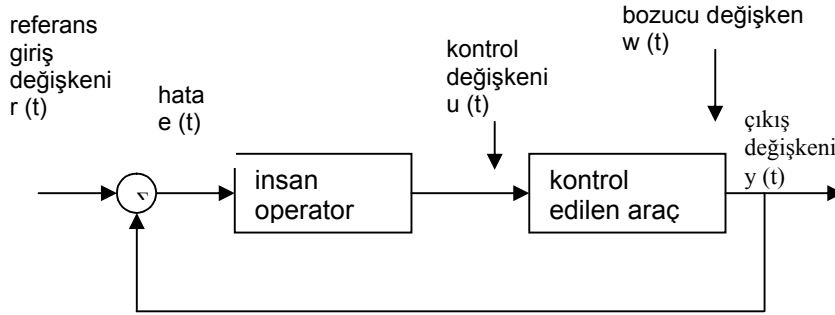 referans
giriş
değişkeni
r (t)
hata
e (t)
kontrol
değişkeni
u (t)
bozucu değişken
w (t)
çıkış
değişkeni
y (t)
insan
operator
kontrol
edilen araç